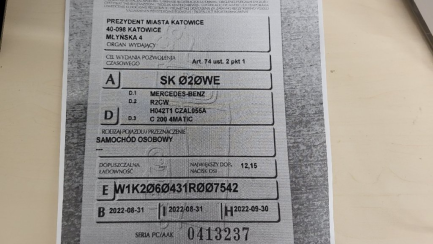 PREZYDENT MIASTA KATOWICE
40-098 KATOWICE
MŁYŃSKA 4
ORGAN WYDAJĄCY
CEL WYDANIA POZWOLENIA
CZASOWEGO
Art. 74 ust. 2 pkt 1
A SK Ø2ØWE
D.1 MERCEDES-BENZ
D.2 R2CW
H042T1 CZAL056A
D
D.3 C 200 4MATIC
RODZAJ POJAZDU / PRZEZNACZENIE
SAMOCHÓD OSOBOWY
---
DOPUSZCZALNA ŁADOWNOŚĆ
NAJWIĘKSZY DOP. NACISK OSI
12,15
E W1K2Ø6Ø431RØØ7542
B 2022-08-31 I 2022-08-31 H 2022-09-30
SERIA PC/AAK 0413237